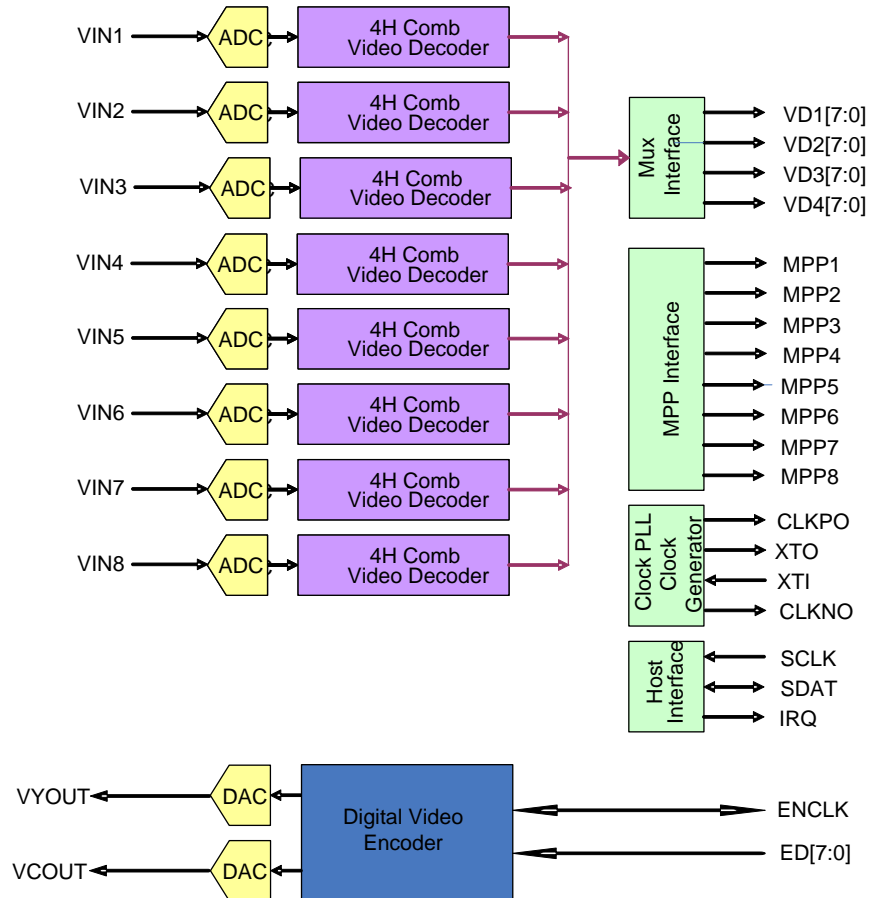 VIN1
ADC
4H Comb
Video Decoder
VIN2
ADC
4H Comb
Video Decoder
VIN3
ADC
4H Comb
Video Decoder
VIN4
ADC
4H Comb
Video Decoder
VIN5
ADC
4H Comb
Video Decoder
VIN6
ADC
4H Comb
Video Decoder
VIN7
ADC
4H Comb
Video Decoder
VIN8
ADC
4H Comb
Video Decoder
Mux
Interface
VD1[7:0]
VD2[7:0]
VD3[7:0]
VD4[7:0]
MPP Interface
MPP1
MPP2
MPP3
MPP4
MPP5
MPP6
MPP7
MPP8
Clock PLL
Clock
Generator
CLKPO
XTO
XTI
CLKNO
Host
Interface
SCLK
SDAT
IRQ
VYOUT
DAC
VCOUT
DAC
Digital Video
Encoder
ENCLK
ED[7:0]